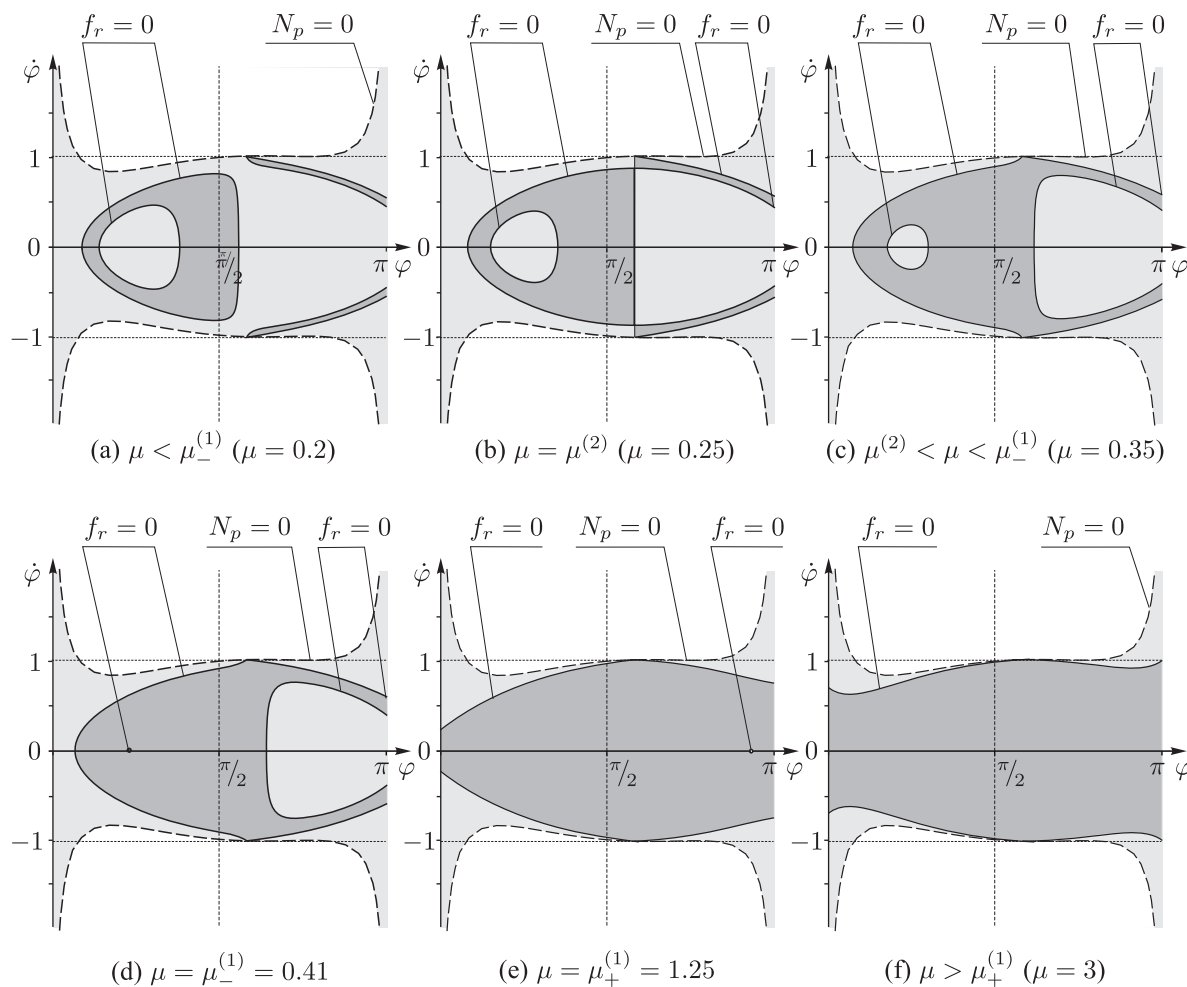 f_r = 0 N_p = 0 f_r = 0 N_p = 0 f_r = 0 f_r = 0 N_p = 0 f_r = 0
φ̇ φ̇ φ̇
1 1 1
0 π/2 π φ 0 π/2 π φ 0 π/2 π φ
−1 −1 −1
(a) μ < μ_−^{(1)} (μ = 0.2) (b) μ = μ^{(2)} (μ = 0.25) (c) μ^{(2)} < μ < μ_−^{(1)} (μ = 0.35)
f_r = 0 N_p = 0 f_r = 0 f_r = 0 N_p = 0 f_r = 0 f_r = 0 N_p = 0
φ̇ φ̇ φ̇
1 1 1
0 π/2 π φ 0 π/2 π φ 0 π/2 π φ
−1 −1 −1
(d) μ = μ_−^{(1)} = 0.41 (e) μ = μ_+^{(1)} = 1.25 (f) μ > μ_+^{(1)} (μ = 3)